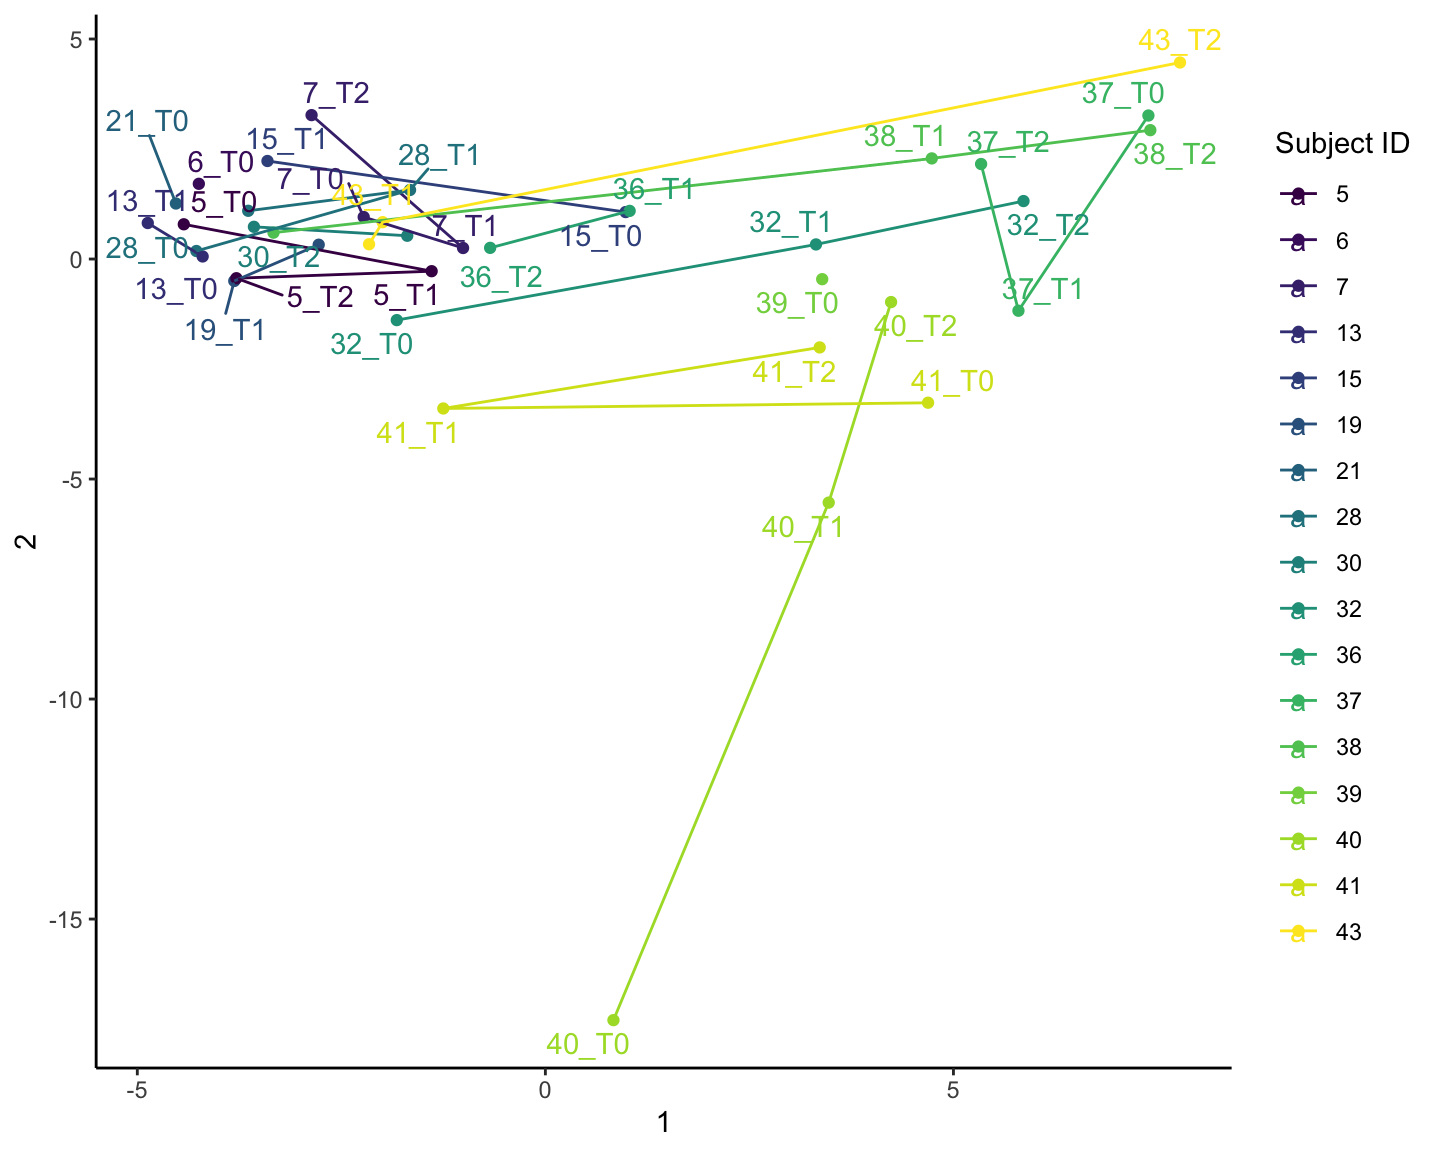 5
0
-5
-10
-15
2
-5
0
5
1
43_T2
7_T2
37_T0
21_T0
15_T1
38_T1
37_T2
28_T1
38_T2
6_T0
7_T0
43_T1
36_T1
13_T1
5_T0
7_T1
32_T1
32_T2
15_T0
28_T0
30_T2
36_T2
13_T0
5_T2
5_T1
37_T1
39_T0
19_T1
32_T0
40_T2
41_T2
41_T0
41_T1
40_T1
40_T0
Subject ID
a 5
a 6
a 7
a 13
a 15
a 19
a 21
a 28
a 30
a 32
a 36
a 37
a 38
a 39
a 40
a 41
a 43